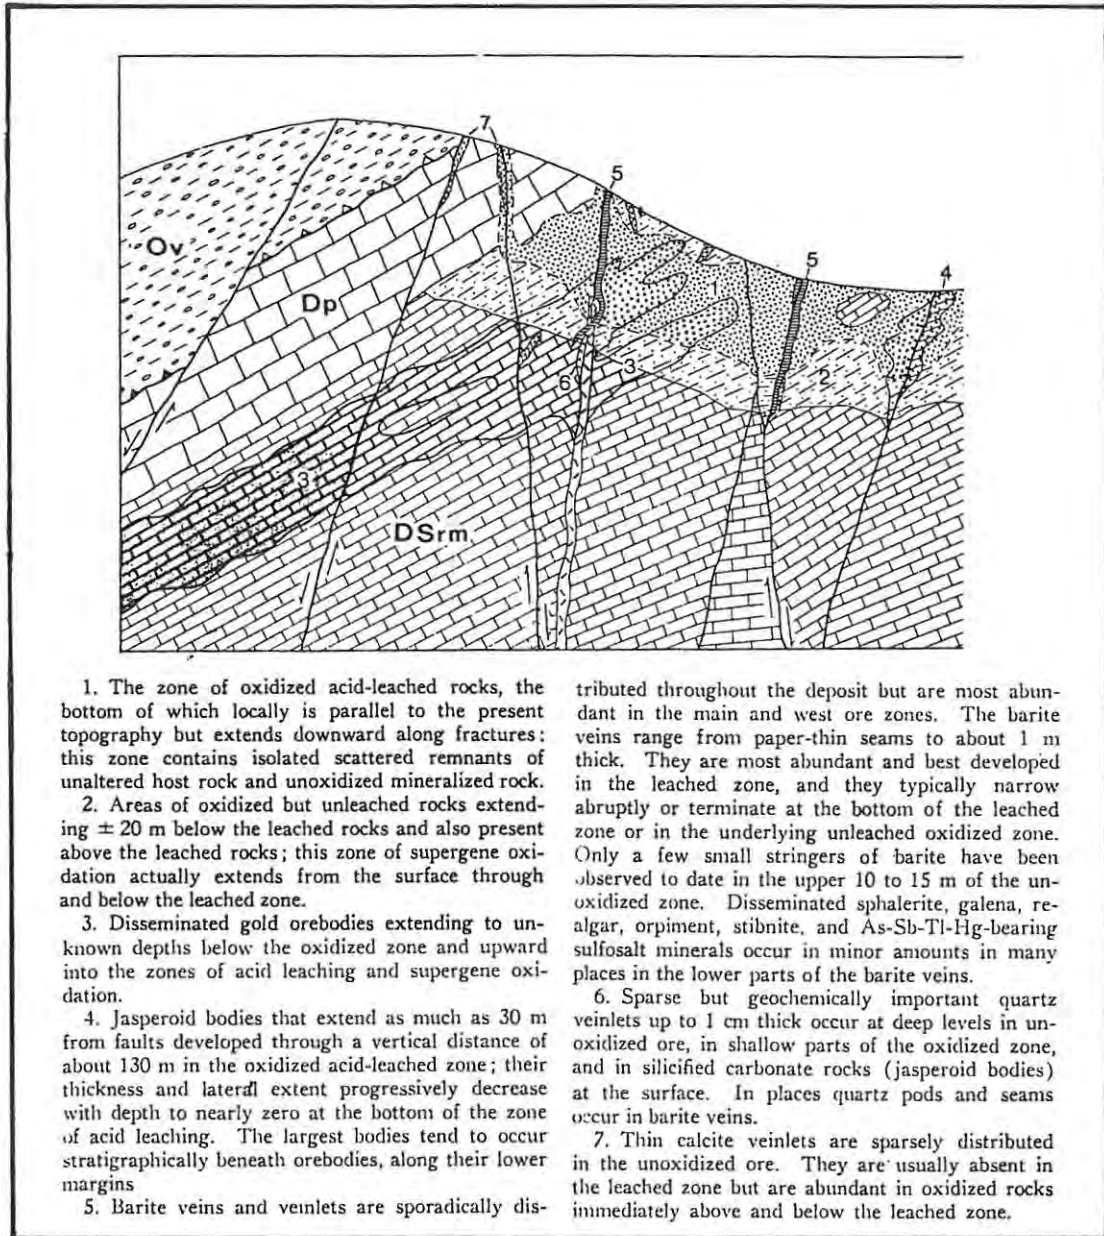 7
5
5
4
Ov
1
Dp
2
3
6
3
DSrm
1. The zone of oxidized acid-leached rocks, the
bottom of which locally is parallel to the present
topography but extends downward along fractures:
this zone contains isolated scattered remnants of
unaltered host rock and unoxidized mineralized rock.
2. Areas of oxidized but unleached rocks extend-
ing ± 20 m below the leached rocks and also present
above the leached rocks; this zone of supergene oxi-
dation actually extends from the surface through
and below the leached zone.
3. Disseminated gold orebodies extending to un-
known depths below the oxidized zone and upward
into the zones of acid leaching and supergene oxi-
dation.
4. Jasperoid bodies that extend as much as 30 m
from faults developed through a vertical distance of
about 130 m in the oxidized acid-leached zone; their
thickness and lateral extent progressively decrease
with depth to nearly zero at the bottom of the zone
of acid leaching. The largest bodies tend to occur
stratigraphically beneath orebodies, along their lower
margins
5. Barite veins and veinlets are sporadically dis-
tributed throughout the deposit but are most abun-
dant in the main and west ore zones. The barite
veins range from paper-thin seams to about 1 m
thick. They are most abundant and best developed
in the leached zone, and they typically narrow
abruptly or terminate at the bottom of the leached
zone or in the underlying unleached oxidized zone.
Only a few small stringers of barite have been
observed to date in the upper 10 to 15 m of the un-
oxidized zone. Disseminated sphalerite, galena, re-
algar, orpiment, stibnite, and As-Sb-Tl-Hg-bearing
sulfosalt minerals occur in minor amounts in many
places in the lower parts of the barite veins.
6. Sparse but geochemically important quartz
veinlets up to 1 cm thick occur at deep levels in un-
oxidized ore, in shallow parts of the oxidized zone,
and in silicified carbonate rocks (jasperoid bodies)
at the surface. In places quartz pods and seams
occur in barite veins.
7. Thin calcite veinlets are sparsely distributed
in the unoxidized ore. They are usually absent in
the leached zone but are abundant in oxidized rocks
immediately above and below the leached zone.